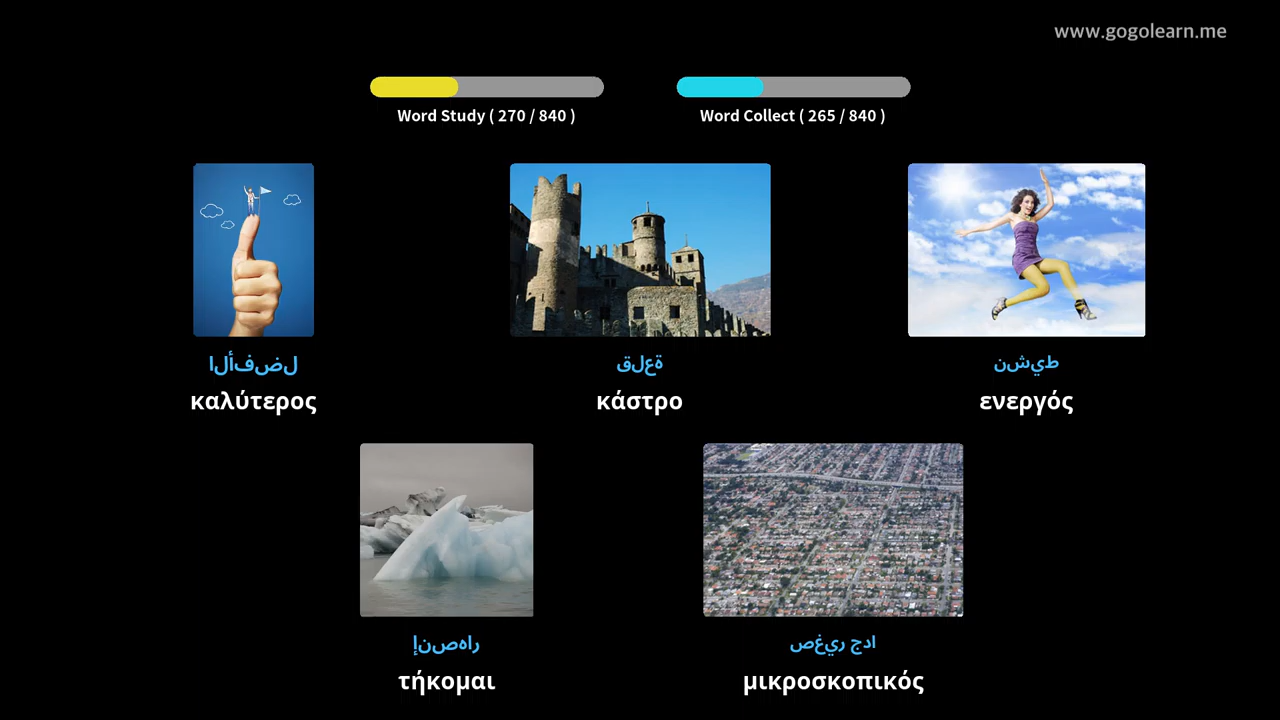 www.gogolearn.me
Word Study ( 270 / 840 )
Word Collect ( 265 / 840 )
الأفضل
καλύτερος
قلعة
κάστρο
نشيط
ενεργός
إنصهار
τήκομαι
صغير جدا
μικροσκοπικός